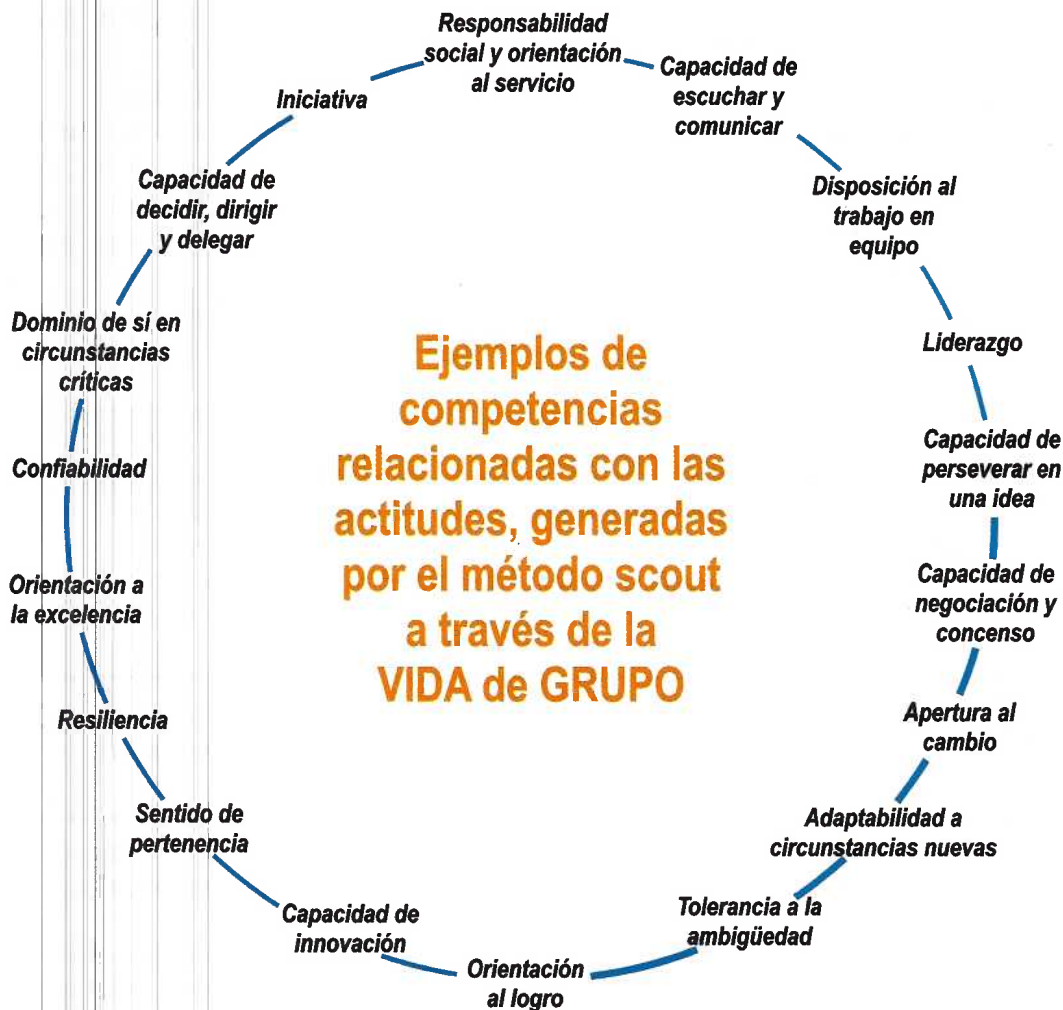 Responsabilidad
social y orientación
al servicio
Capacidad de
escuchar y
comunicar
Disposición al
trabajo en
equipo
Liderazgo
Capacidad de
perseverar en
una idea
Capacidad de
negociación y
concenso
Apertura al
cambio
Adaptabilidad a
circunstancias nuevas
Tolerancia a la
ambigüedad
Orientación
al logro
Capacidad de
innovación
Sentido de
pertenencia
Resiliencia
Orientación a
la excelencia
Confiabilidad
Dominio de sí en
circunstancias
críticas
Capacidad de
decidir, dirigir
y delegar
Iniciativa
Ejemplos de
competencias
relacionadas con las
actitudes, generadas
por el método scout
a través de la
VIDA de GRUPO